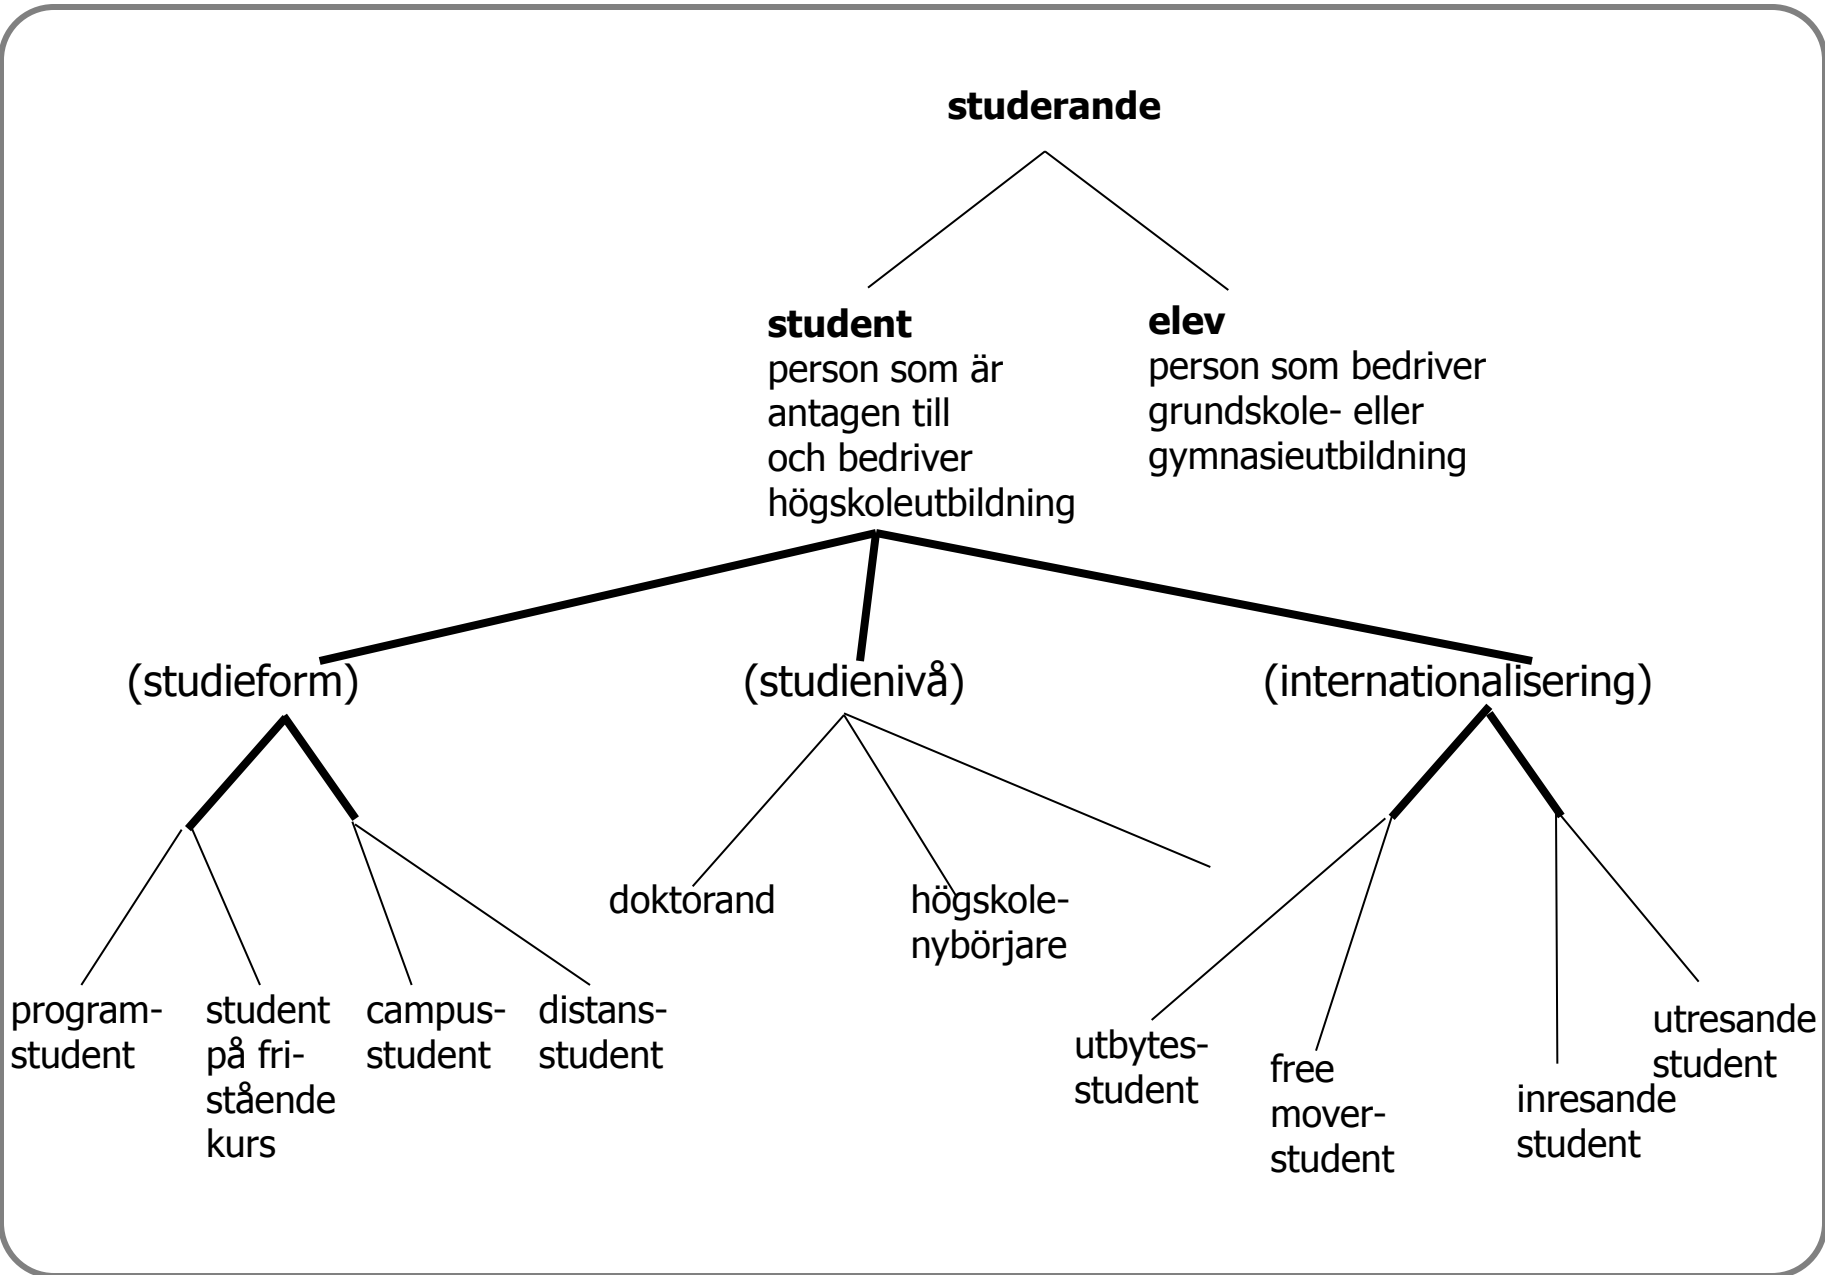 studerande
student
person som är
antagen till
och bedriver
högskoleutbildning
elev
person som bedriver
grundskole- eller
gymnasieutbildning
(studieform)
(studienivå)
(internationalisering)
program-
student
student
på fri-
stående
kurs
campus-
student
distans-
student
doktorand
högskole-
nybörjare
utbytes-
student
free
mover-
student
inresande
student
utresande
student